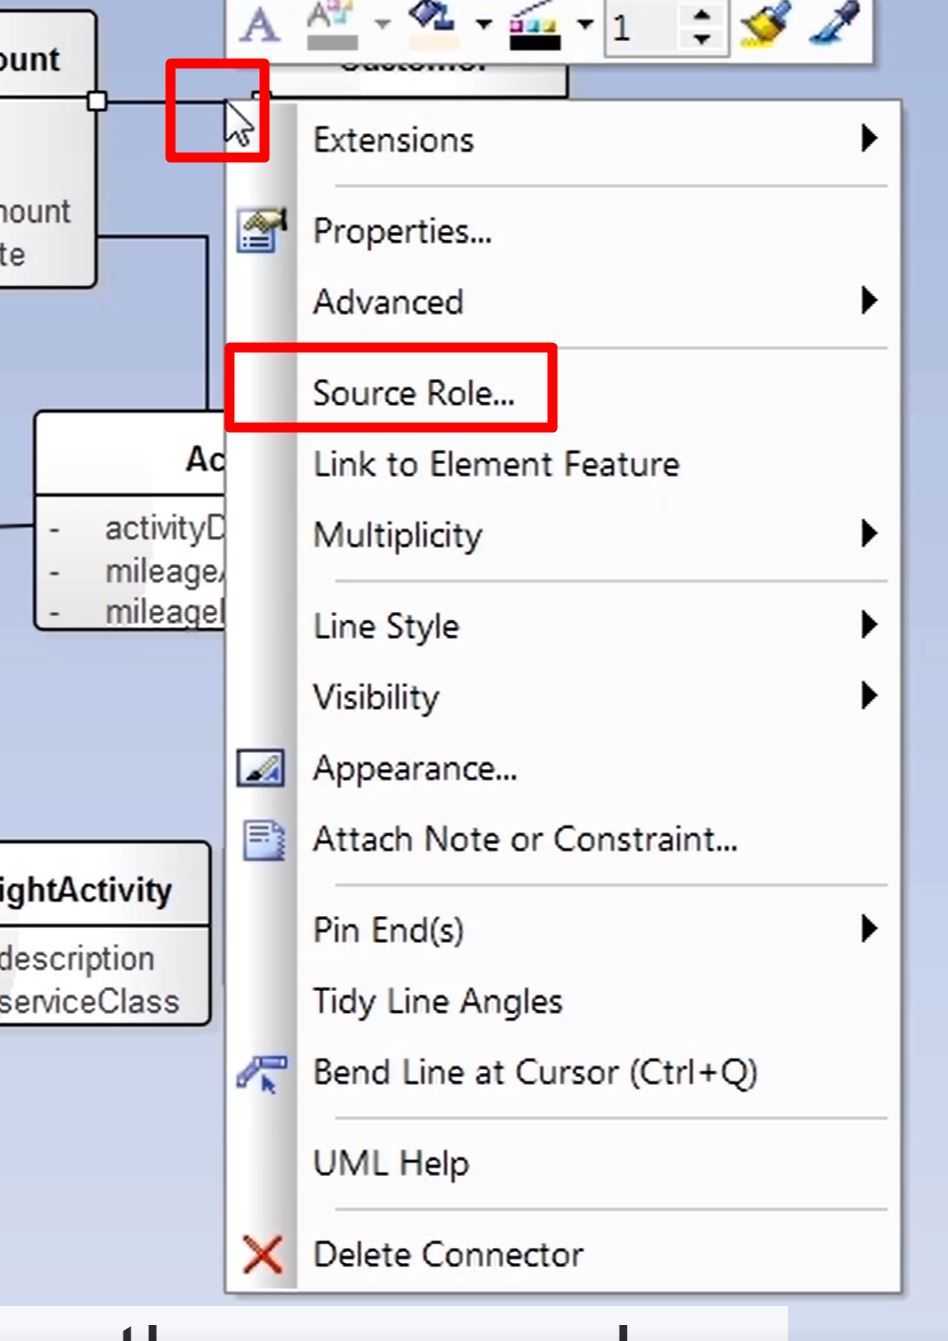 1
ount
Customer
Extensions
Properties...
nount
te
Advanced
Source Role...
Ac
Link to Element Feature
- activityD
Multiplicity
- mileageA
- mileage
Line Style
Visibility
Appearance...
Attach Note or Constraint...
ightActivity
Pin End(s)
description
serviceClass
Tidy Line Angles
Bend Line at Cursor (Ctrl+Q)
UML Help
Delete Connector